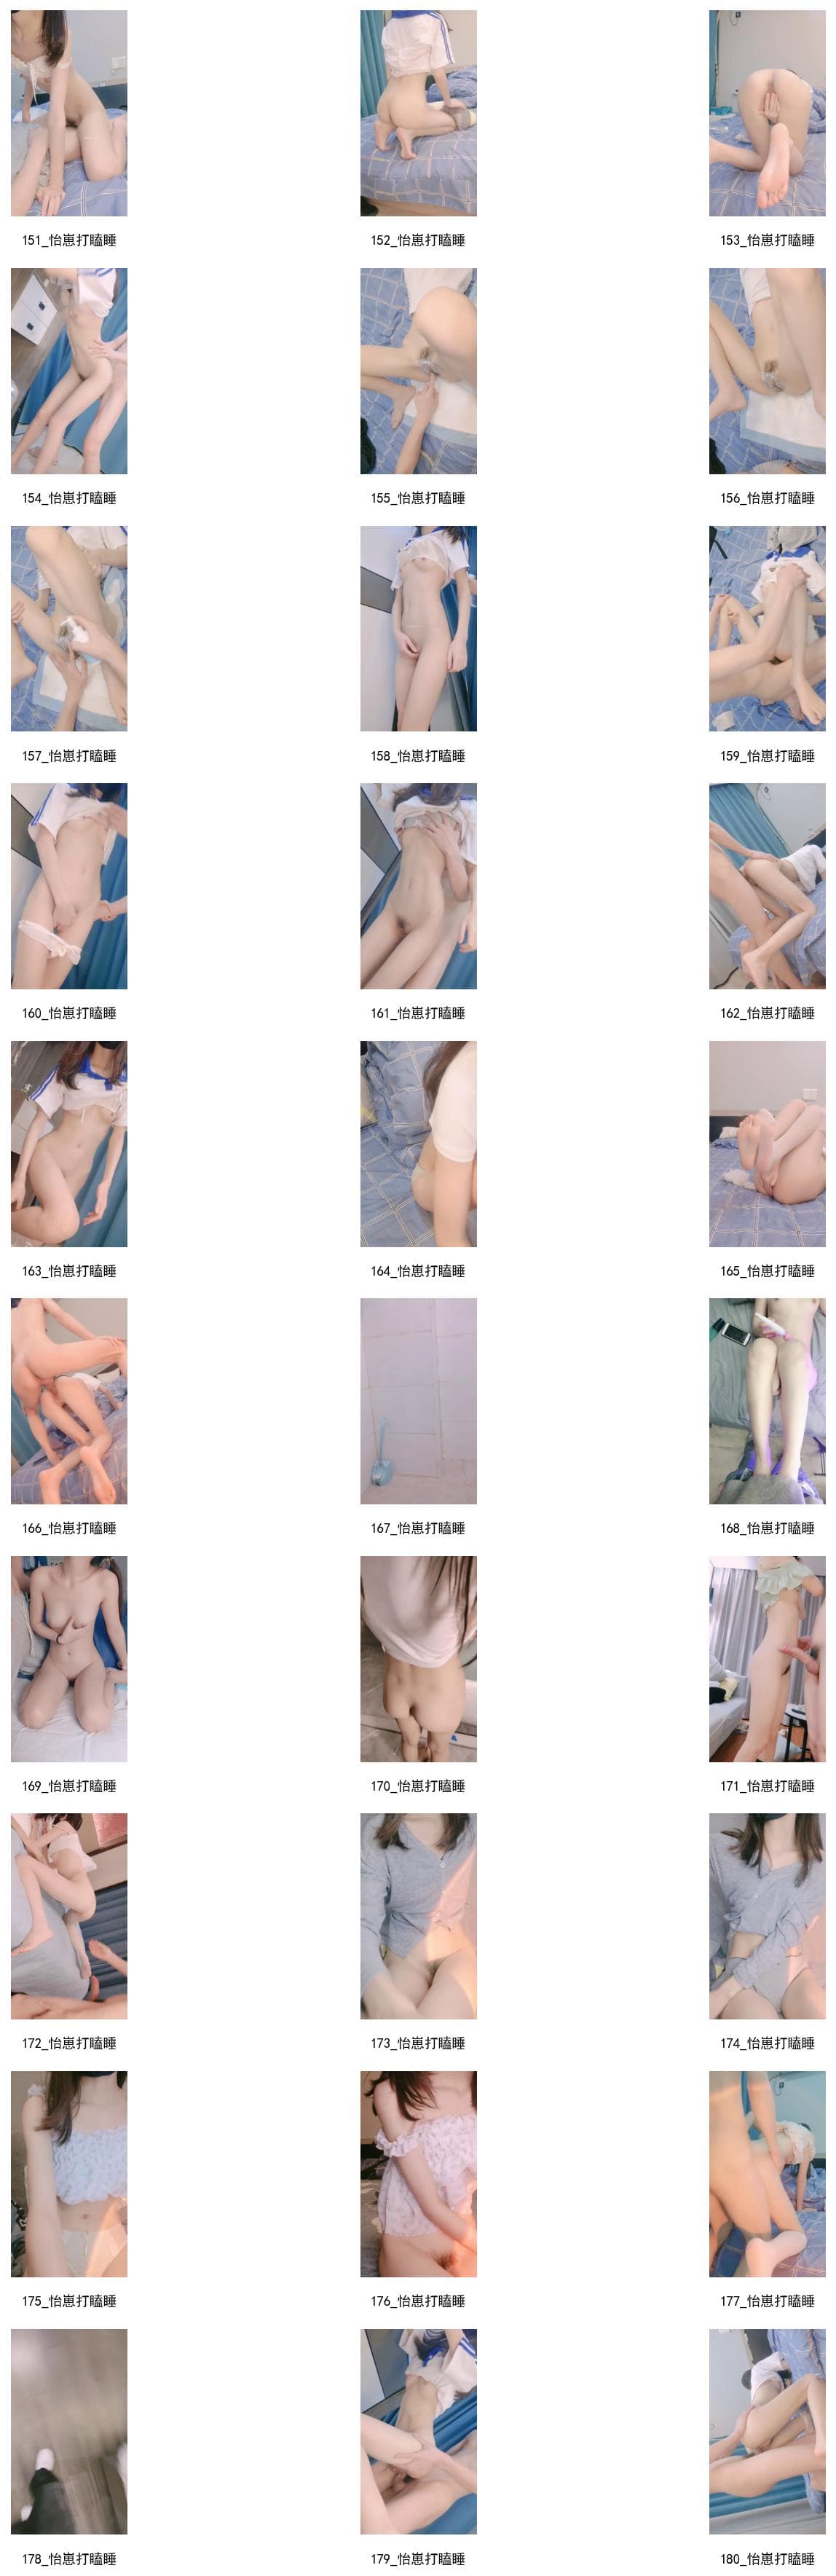 151_怡崽打瞌睡
152_怡崽打瞌睡
153_怡崽打瞌睡
154_怡崽打瞌睡
155_怡崽打瞌睡
156_怡崽打瞌睡
157_怡崽打瞌睡
158_怡崽打瞌睡
159_怡崽打瞌睡
160_怡崽打瞌睡
161_怡崽打瞌睡
162_怡崽打瞌睡
163_怡崽打瞌睡
164_怡崽打瞌睡
165_怡崽打瞌睡
166_怡崽打瞌睡
167_怡崽打瞌睡
168_怡崽打瞌睡
169_怡崽打瞌睡
170_怡崽打瞌睡
171_怡崽打瞌睡
172_怡崽打瞌睡
173_怡崽打瞌睡
174_怡崽打瞌睡
175_怡崽打瞌睡
176_怡崽打瞌睡
177_怡崽打瞌睡
178_怡崽打瞌睡
179_怡崽打瞌睡
180_怡崽打瞌睡